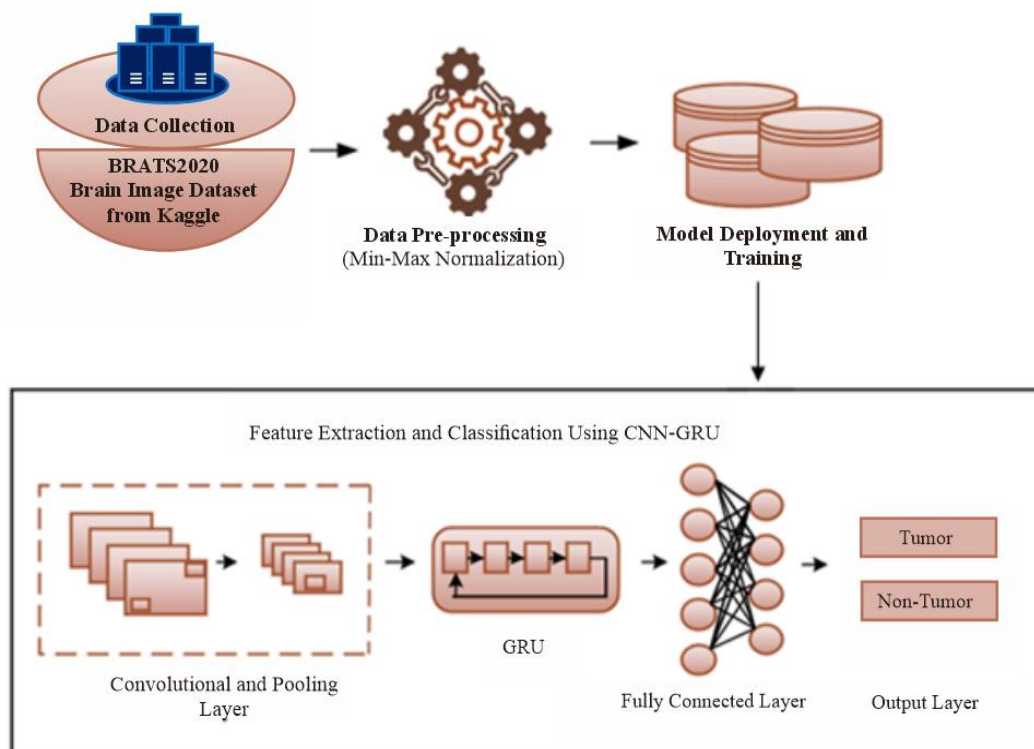 Data Collection
BRATS2020
Brain Image Dataset
from Kaggle
Data Pre-processing
(Min-Max Normalization)
Model Deployment and
Training
Feature Extraction and Classification Using CNN-GRU
Convolutional and Pooling
Layer
GRU
Fully Connected Layer
Tumor
Non-Tumor
Output Layer